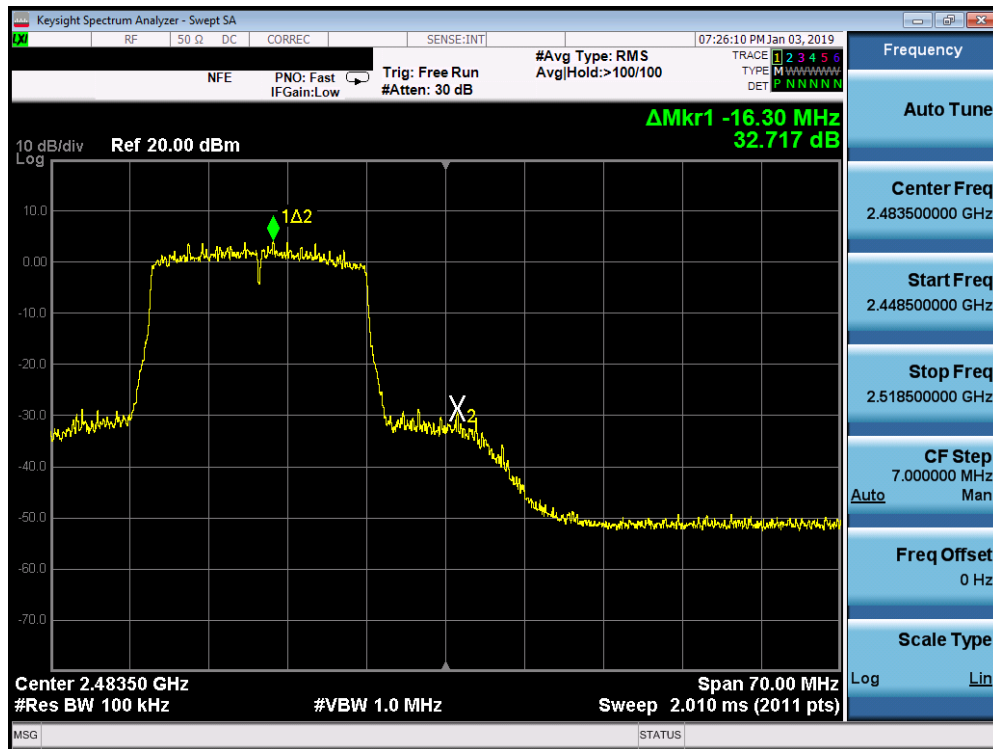 Keysight Spectrum Analyzer - Swept SA
LXI RF 50 Ω DC CORREC SENSE:INT 07:26:10 PM Jan 03, 2019
NFE PNO: Fast IFGain:Low Trig: Free Run #Atten: 30 dB
#Avg Type: RMS
Avg|Hold:>100/100
TRACE 1 2 3 4 5 6
TYPE M WWWWW
DET P N N N N N
ΔMkr1 -16.30 MHz
32.717 dB
10 dB/div Ref 20.00 dBm
Log
1Δ2
10.0
0.00
-10.0
-20.0
-30.0
X2
-40.0
-50.0
-60.0
-70.0
Center 2.48350 GHz Span 70.00 MHz
#Res BW 100 kHz #VBW 1.0 MHz Sweep 2.010 ms (2011 pts)
MSG STATUS
Frequency
Auto Tune
Center Freq
2.483500000 GHz
Start Freq
2.448500000 GHz
Stop Freq
2.518500000 GHz
CF Step
7.000000 MHz
Auto Man
Freq Offset
0 Hz
Scale Type
Log Lin